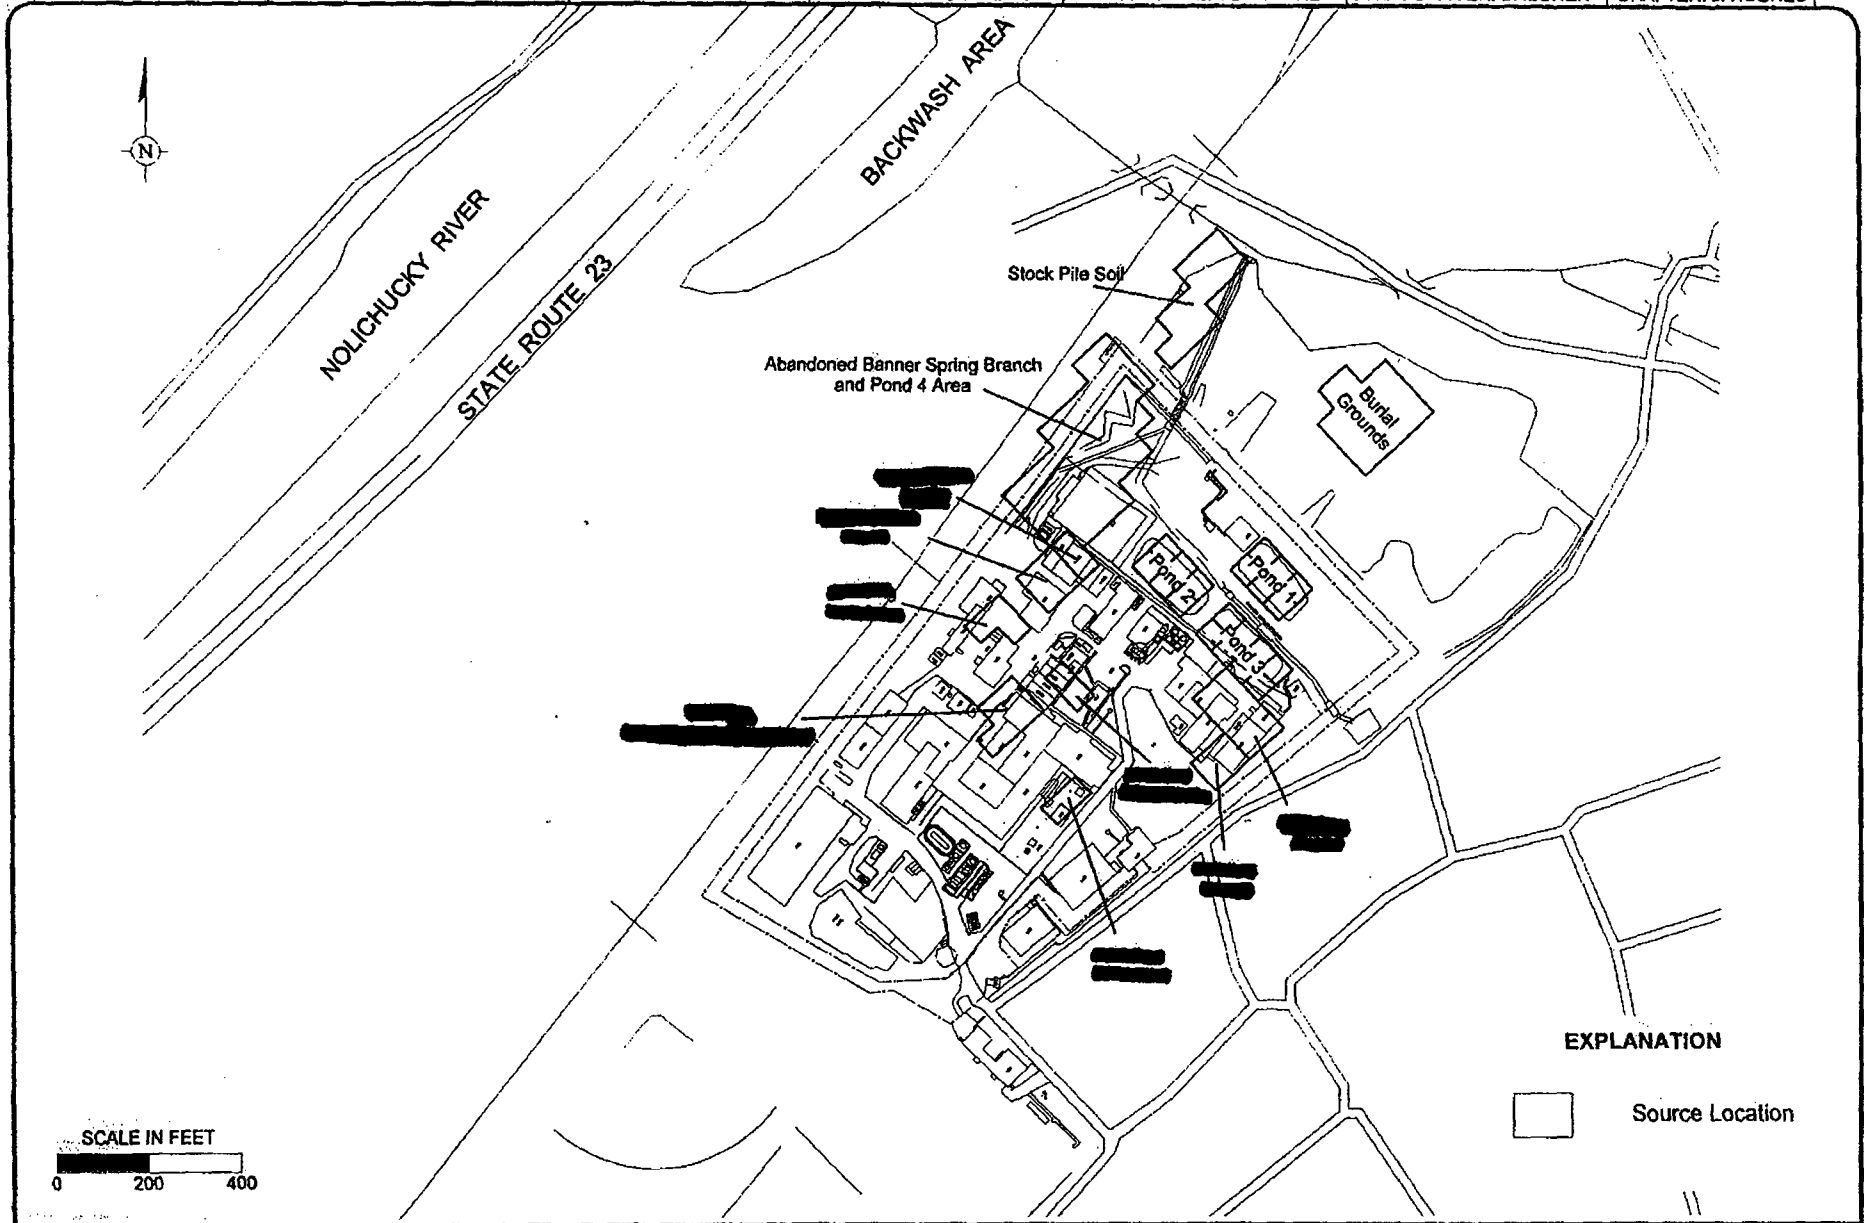 N
NOLICHUCKY RIVER
STATE ROUTE 23
BACKWASH AREA
Stock Pile Soil
Abandoned Banner Spring Branch
and Pond 4 Area
Burial
Grounds
Pond 2
Pond 1
Pond 3
EXPLANATION
Source Location
SCALE IN FEET
0 200 400